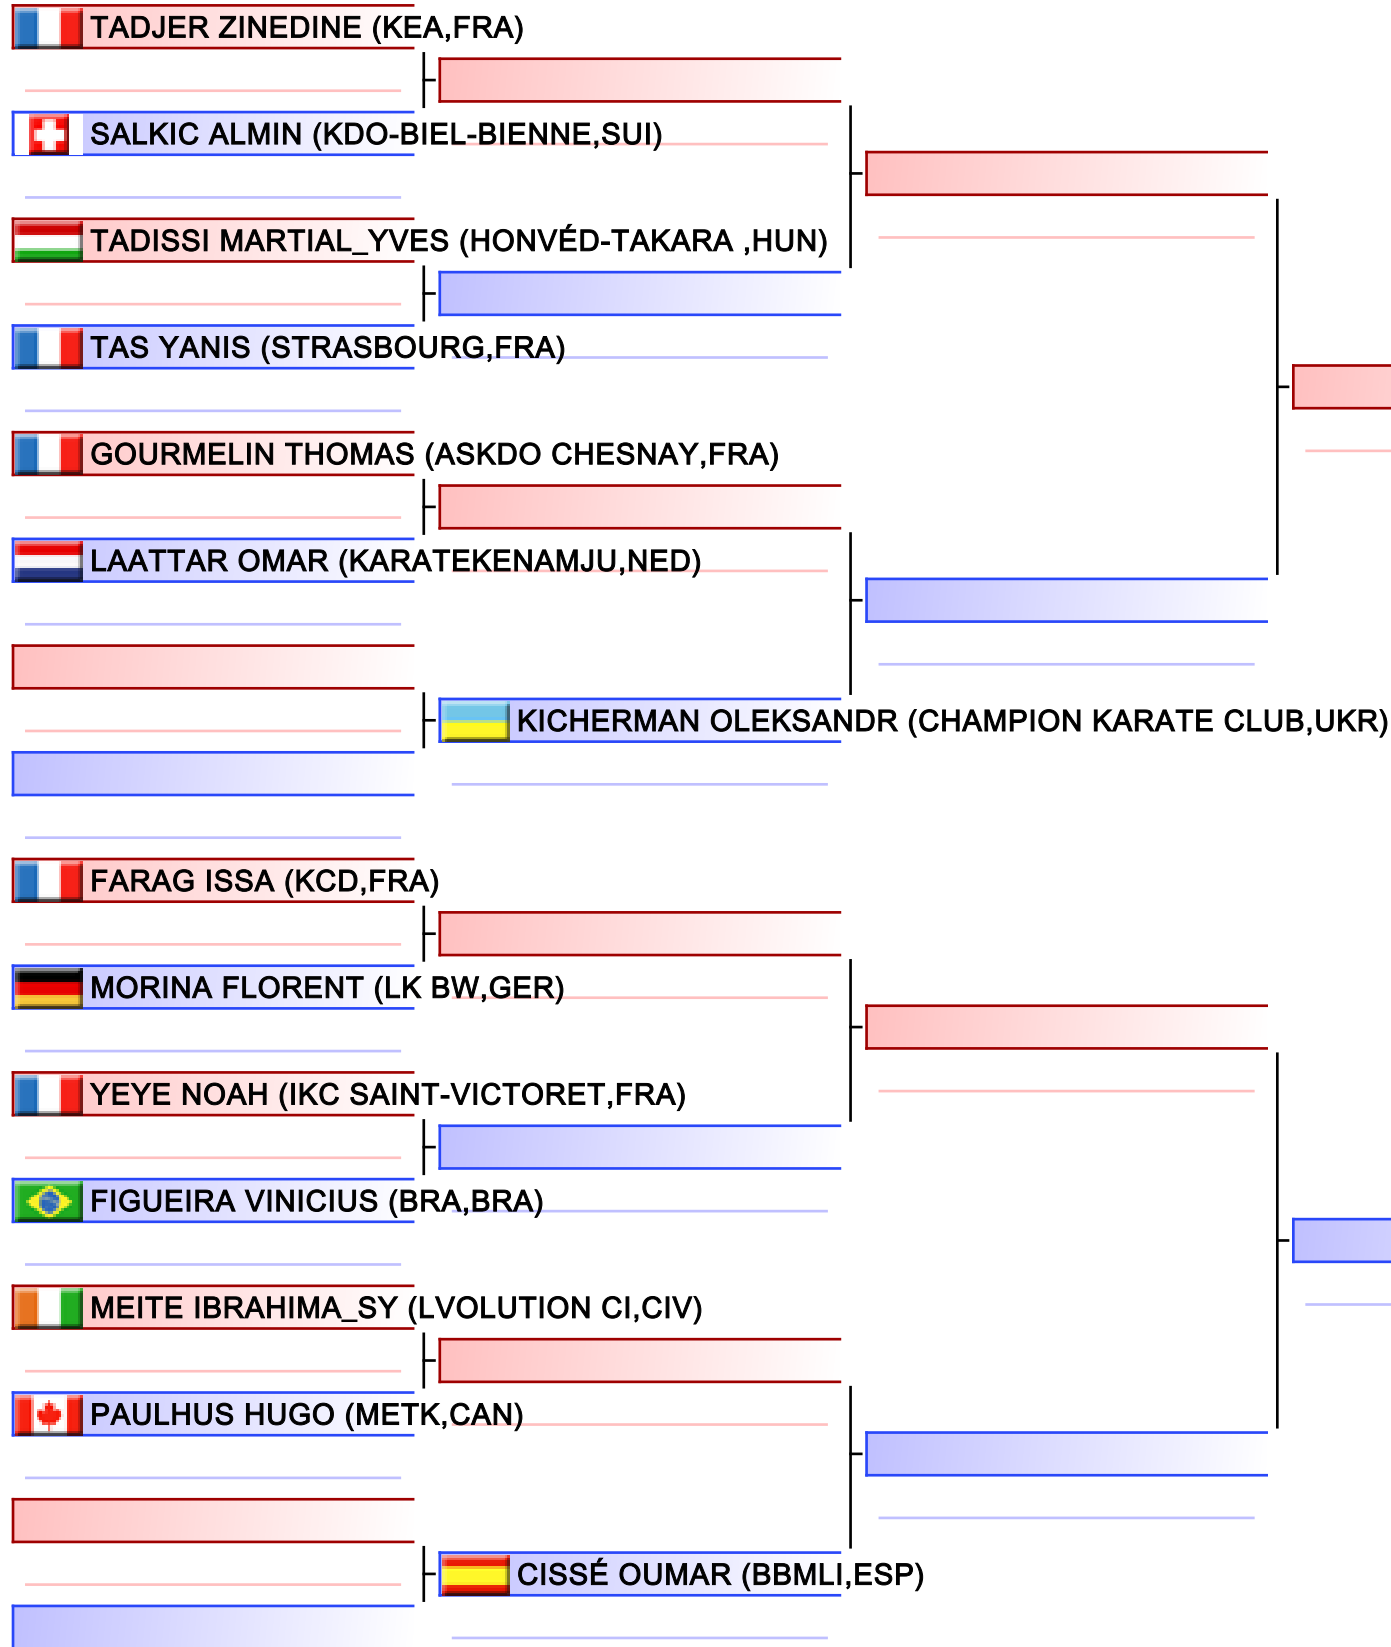 TADJER ZINEDINE (KEA,FRA)
SALKIC ALMIN (KDO-BIEL-BIENNE,SUI)
TADISSI MARTIAL_YVES (HONVÉD-TAKARA ,HUN)
TAS YANIS (STRASBOURG,FRA)
GOURMELIN THOMAS (ASKDO CHESNAY,FRA)
LAATTAR OMAR (KARATEKENAMJU,NED)
KICHERMAN OLEKSANDR (CHAMPION KARATE CLUB,UKR)
FARAG ISSA (KCD,FRA)
MORINA FLORENT (LK BW,GER)
YEYE NOAH (IKC SAINT-VICTORET,FRA)
FIGUEIRA VINICIUS (BRA,BRA)
MEITE IBRAHIMA_SY (LVOLUTION CI,CIV)
PAULHUS HUGO (METK,CAN)
CISSÉ OUMAR (BBMLI,ESP)